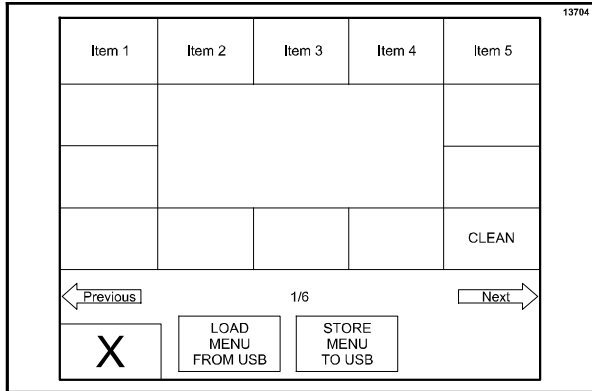 13704
Item 1
Item 2
Item 3
Item 4
Item 5
CLEAN
Previous
1/6
Next
X
LOAD
MENU
FROM USB
STORE
MENU
TO USB